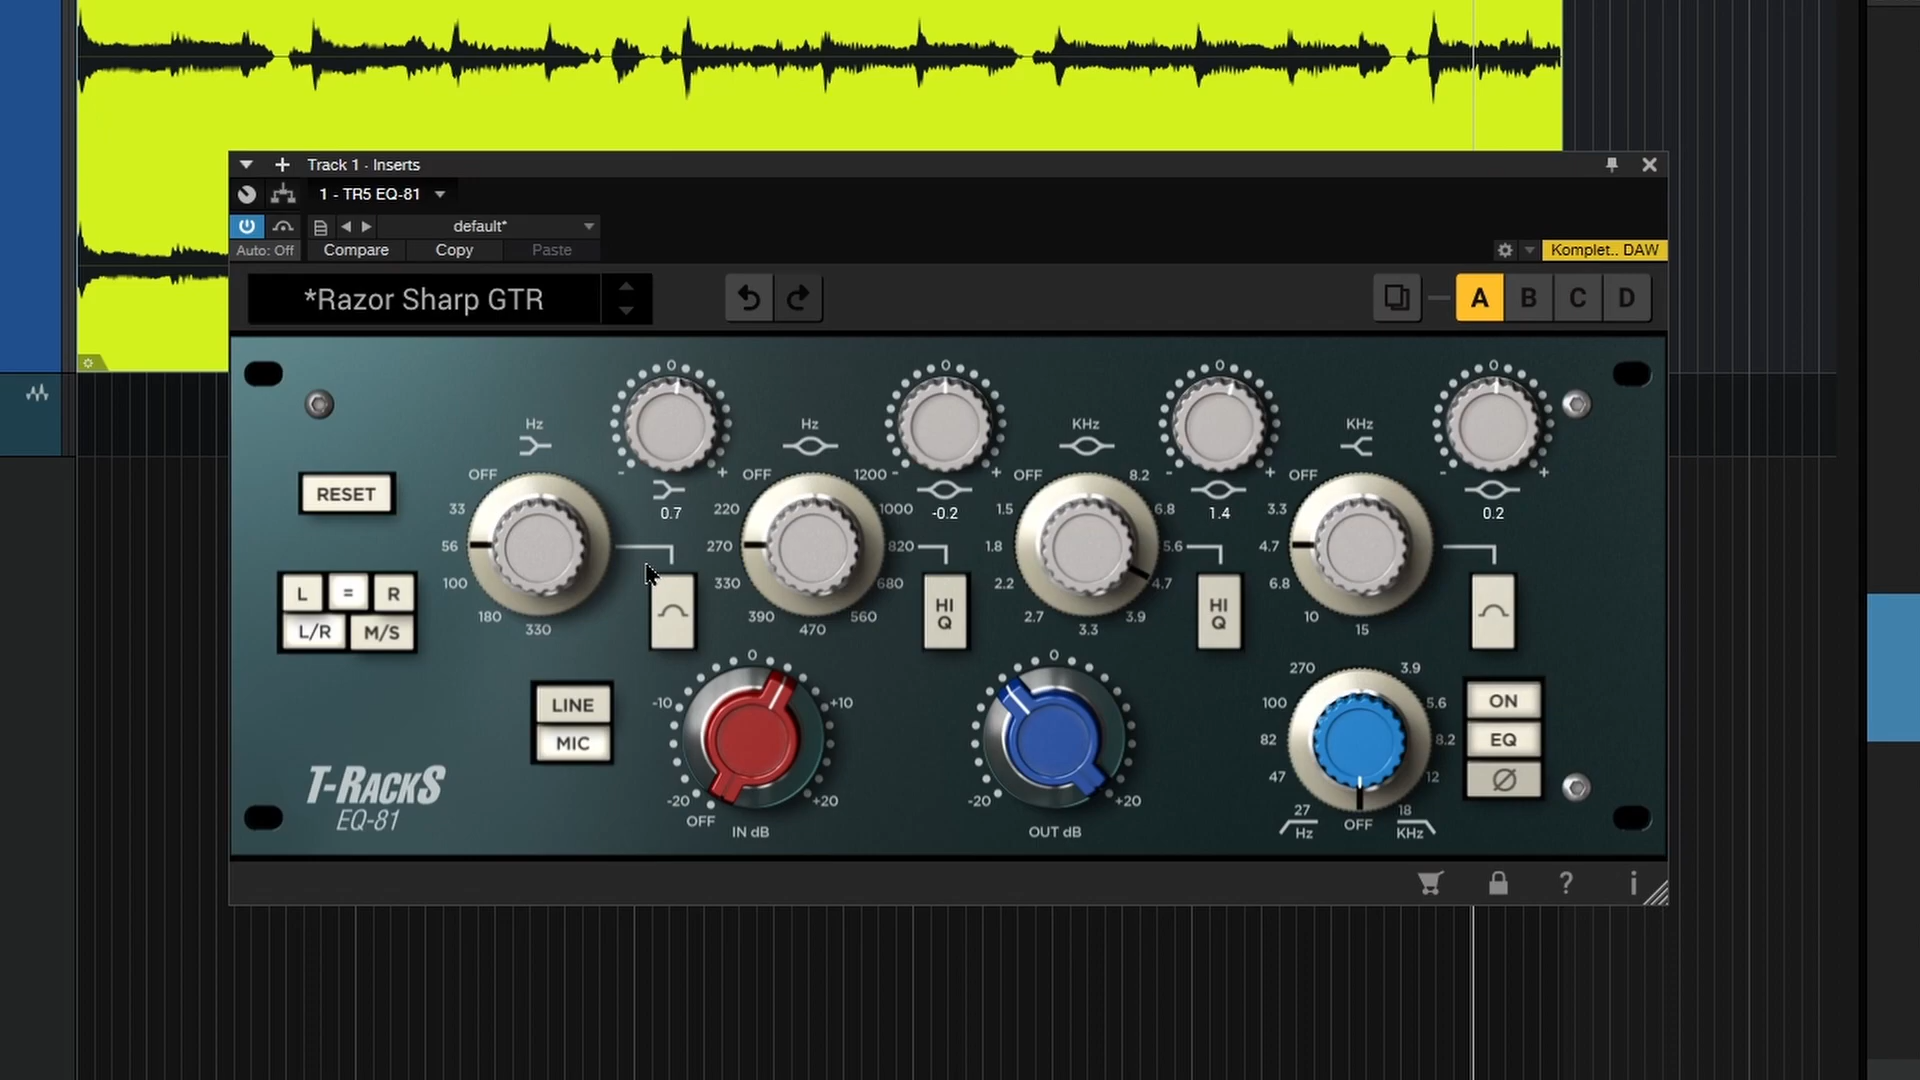 Track 1 - Inserts
1 - TR5 EQ-81
default*
Auto: Off
Compare
Copy
Paste
Komplet.. DAW
*Razor Sharp GTR
A
B
C
D
0
0
0
0
Hz
- +
Hz
- +
KHz
- +
KHz
- +
OFF
33
56
100
180
330
0.7
OFF
220
270
330
390
470
560
680
820
1000
1200
-0.2
HI
Q
OFF
1.5
1.8
2.2
2.7
3.3
3.9
4.7
5.6
6.8
8.2
1.4
HI
Q
OFF
3.3
4.7
6.8
10
15
0.2
RESET
L = R
L/R M/S
LINE
MIC
0
-10
+10
-20
+20
OFF
IN dB
0
-20
+20
OUT dB
270
100
82
47
27
Hz
OFF
18
KHz
12
8.2
5.6
3.9
ON
EQ
Ø
T-RACKS
EQ-81
? i